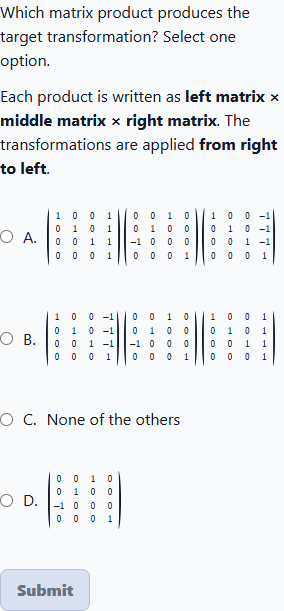 Which matrix product produces the
target transformation? Select one
option.
Each product is written as left matrix ×
middle matrix × right matrix. The
transformations are applied from right
to left.
A.
1 0 0 1 0 0 1 0 1 0 0 -1
0 1 0 1 0 1 0 0 0 1 0 -1
0 0 1 1 -1 0 0 0 0 0 1 -1
0 0 0 1 0 0 0 1 0 0 0 1
B.
1 0 0 -1 0 0 1 0 1 0 0 1
0 1 0 -1 0 1 0 0 0 1 0 1
0 0 1 -1 -1 0 0 0 0 0 1 1
0 0 0 1 0 0 0 1 0 0 0 1
C. None of the others
D.
0 0 1 0
0 1 0 0
-1 0 0 0
0 0 0 1
Submit